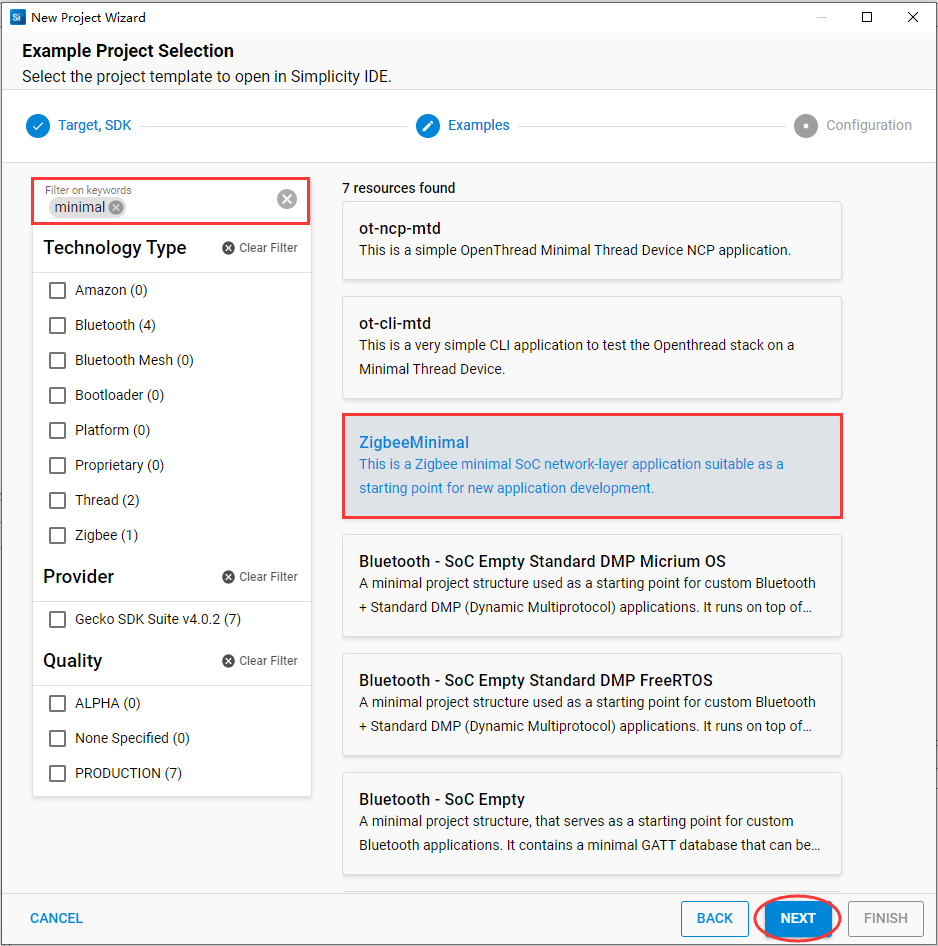 Si New Project Wizard
Example Project Selection
Select the project template to open in Simplicity IDE.
Target, SDK
Examples
Configuration
Filter on keywords
minimal
Technology Type
Clear Filter
Amazon (0)
Bluetooth (4)
Bluetooth Mesh (0)
Bootloader (0)
Platform (0)
Proprietary (0)
Thread (2)
Zigbee (1)
Provider
Clear Filter
Gecko SDK Suite v4.0.2 (7)
Quality
Clear Filter
ALPHA (0)
None Specified (0)
PRODUCTION (7)
7 resources found
ot-ncp-mtd
This is a simple OpenThread Minimal Thread Device NCP application.
ot-cli-mtd
This is a very simple CLI application to test the Openthread stack on a
Minimal Thread Device.
ZigbeeMinimal
This is a Zigbee minimal SoC network-layer application suitable as a
starting point for new application development.
Bluetooth - SoC Empty Standard DMP Micrium OS
A minimal project structure used as a starting point for custom Bluetooth
+ Standard DMP (Dynamic Multiprotocol) applications. It runs on top of...
Bluetooth - SoC Empty Standard DMP FreeRTOS
A minimal project structure used as a starting point for custom Bluetooth
+ Standard DMP (Dynamic Multiprotocol) applications. It runs on top of...
Bluetooth - SoC Empty
A minimal project structure, that serves as a starting point for custom
Bluetooth applications. It contains a minimal GATT database that can be...
CANCEL
BACK
NEXT
FINISH